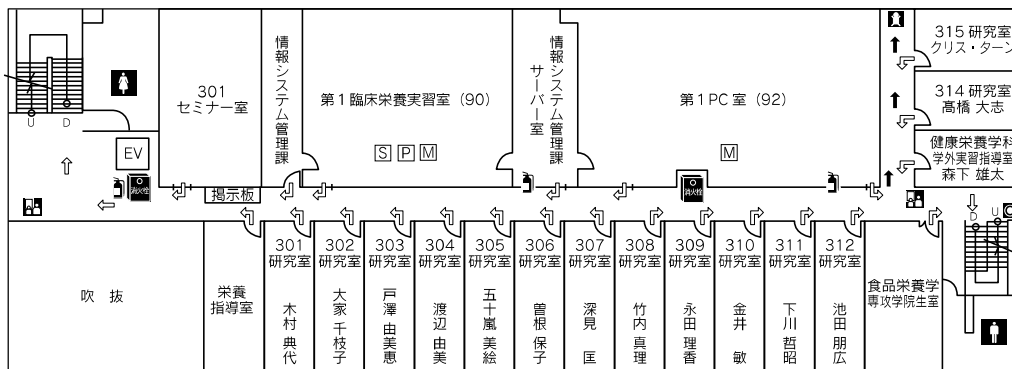 301
セミナー室
情報システム管理課
第1臨床栄養実習室（90）
S P M
情報システム管理課
サーバー室
第1PC室（92）
M
315 研究室
クリス・ターン
314 研究室
髙橋 大志
健康栄養学科
学外実習指導室
森下 雄太
U D
EV
消火栓
掲示板
消火栓
D U
吹 抜
栄養
指導室
301
研究室
木村 典代
302
研究室
大家 千枝子
303
研究室
戸澤 由美恵
304
研究室
渡辺 由美
305
研究室
五十嵐 美絵
306
研究室
曽根 保子
307
研究室
深見 匡
308
研究室
竹内 真理
309
研究室
永田 理香
310
研究室
金井 敏
311
研究室
下川 哲昭
312
研究室
池田 朋広
食品栄養学
専攻学院生室